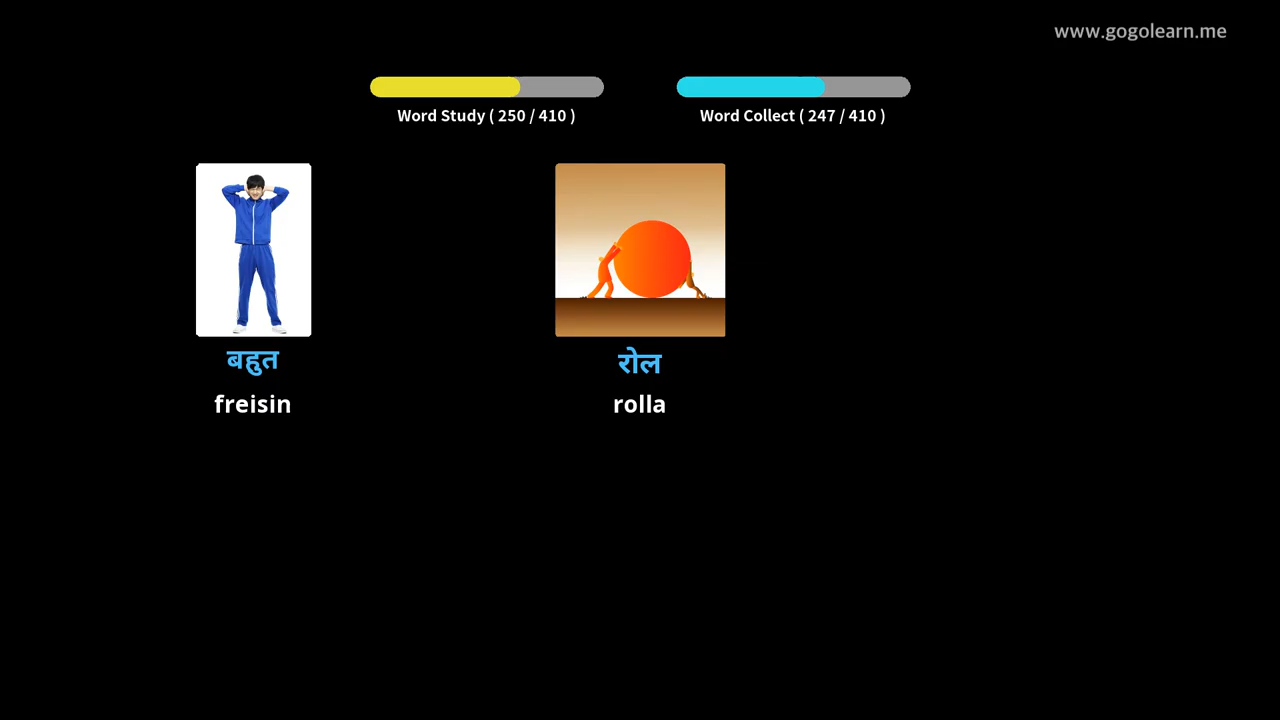 www.gogolearn.me
Word Study ( 250 / 410 )
Word Collect ( 247 / 410 )
बहुत
freisin
रोल
rolla